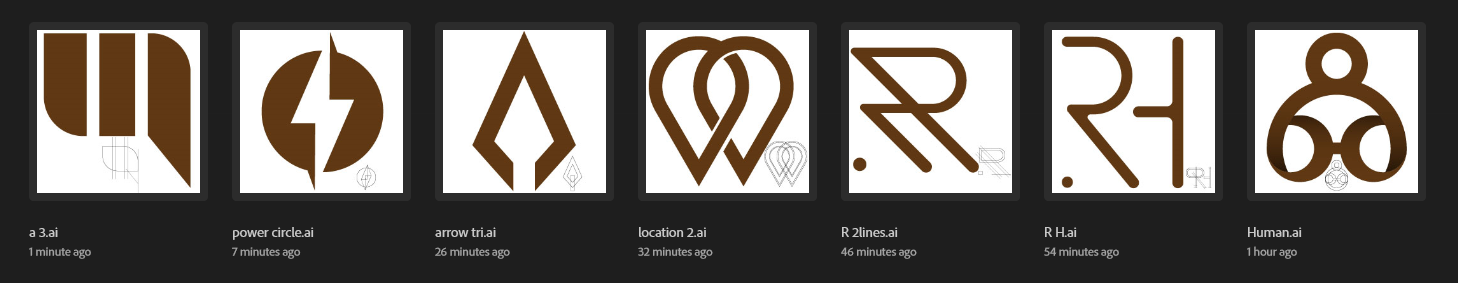 a 3.ai
1 minute ago
power circle.ai
7 minutes ago
arrow tri.ai
26 minutes ago
location 2.ai
32 minutes ago
R 2lines.ai
46 minutes ago
R H.ai
54 minutes ago
Human.ai
1 hour ago